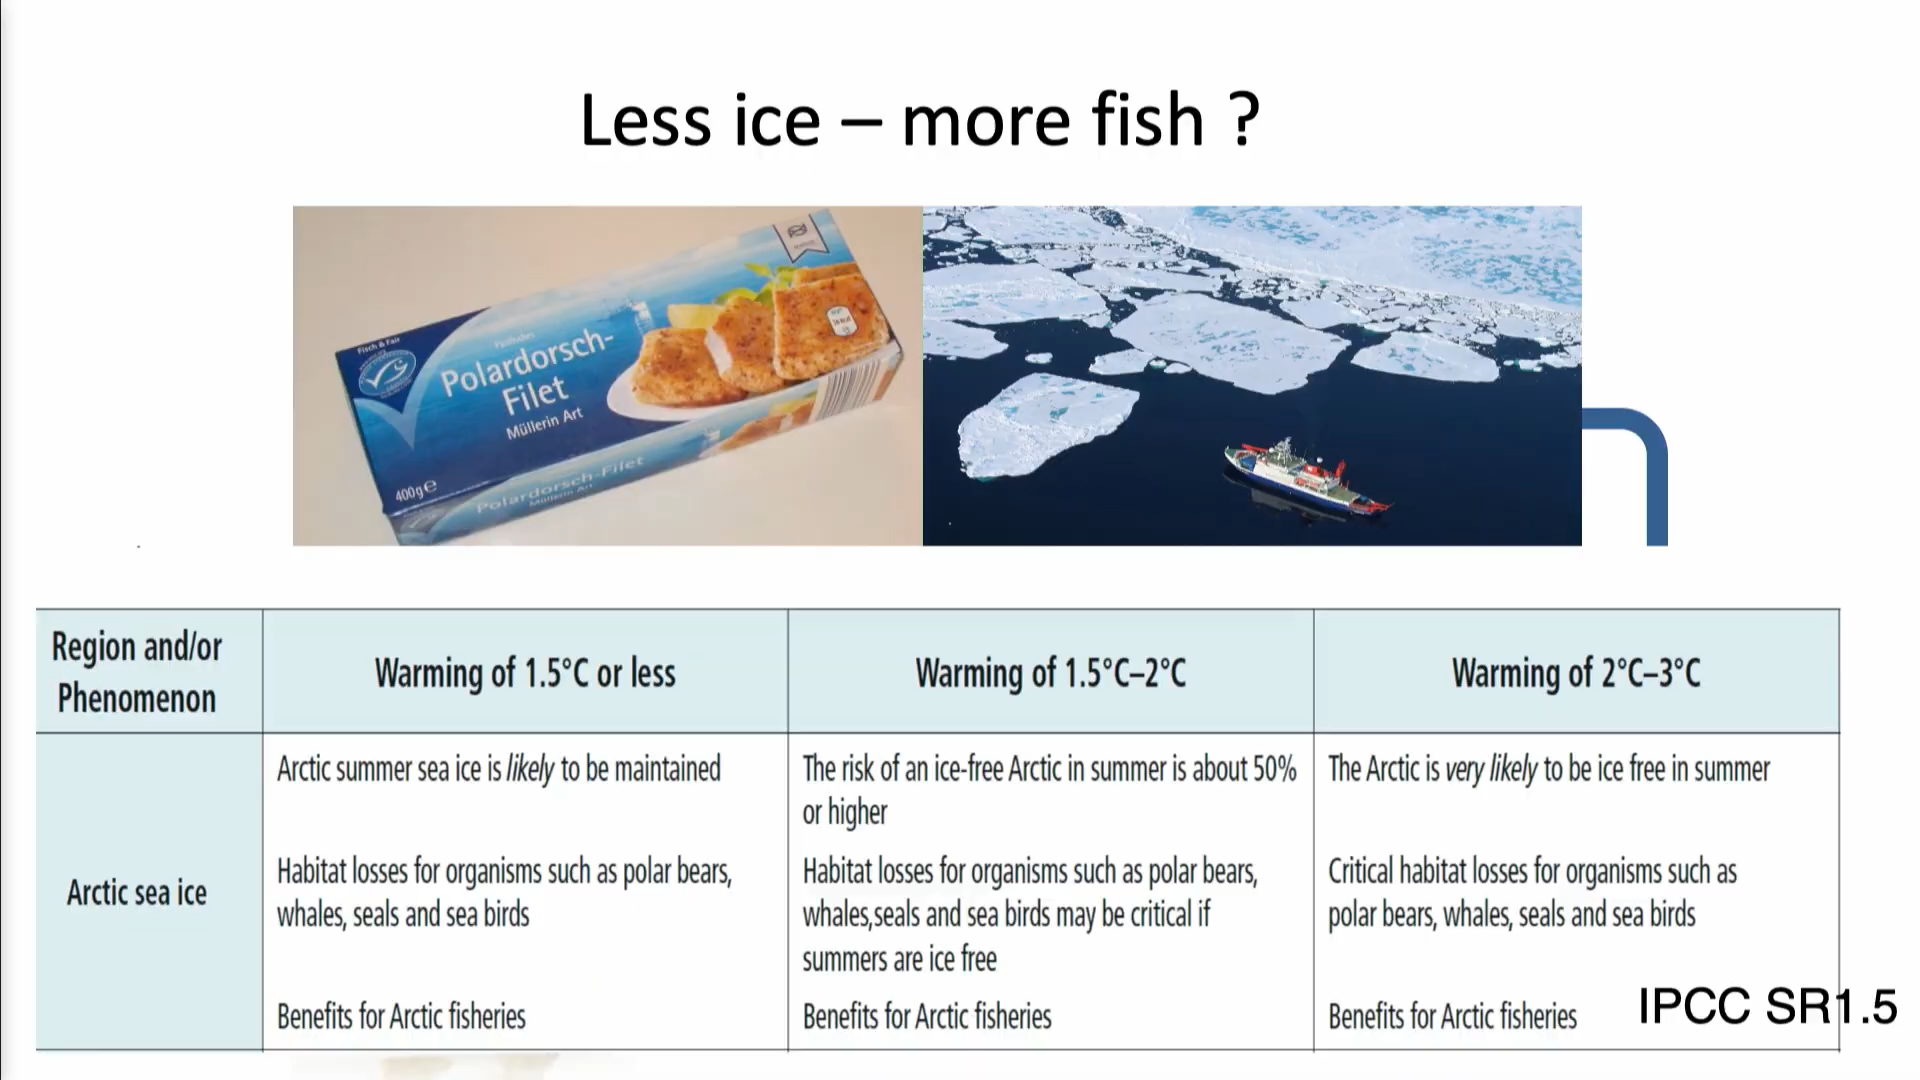 Less ice – more fish ?
Fisch & Fair
Polardorsch-
Filet
Müllerin Art
400g e
Polardorsch-Filet
Müllerin Art
Region and/or
Phenomenon
Warming of 1.5°C or less
Warming of 1.5°C–2°C
Warming of 2°C–3°C
Arctic sea ice
Arctic summer sea ice is likely to be maintained
Habitat losses for organisms such as polar bears,
whales, seals and sea birds
Benefits for Arctic fisheries
The risk of an ice-free Arctic in summer is about 50%
or higher
Habitat losses for organisms such as polar bears,
whales,seals and sea birds may be critical if
summers are ice free
Benefits for Arctic fisheries
The Arctic is very likely to be ice free in summer
Critical habitat losses for organisms such as
polar bears, whales, seals and sea birds
Benefits for Arctic fisheries
IPCC SR1.5